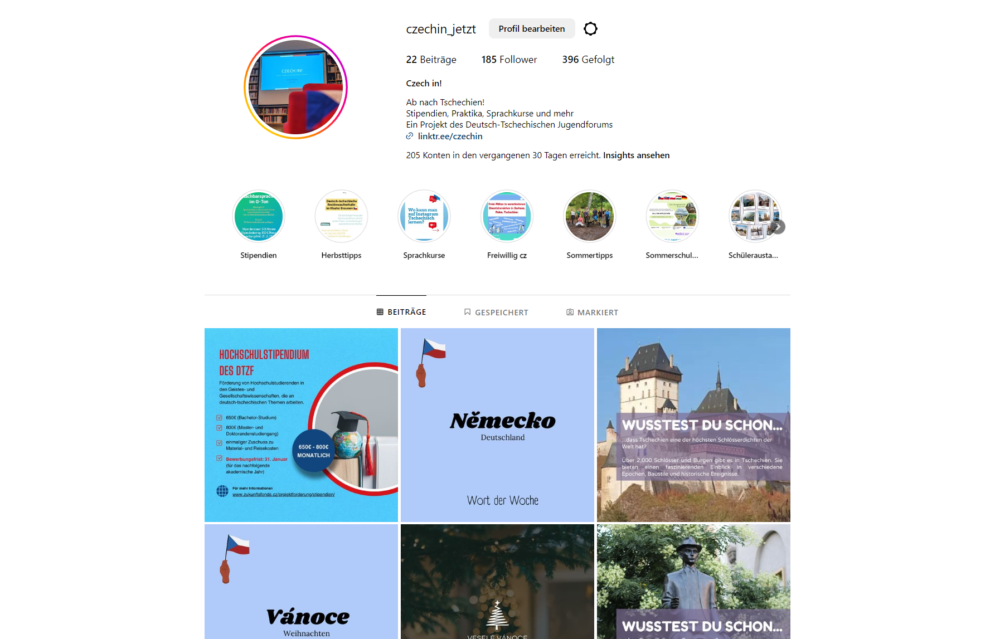 czechin_jetzt
Profil bearbeiten
22 Beiträge
185 Follower
396 Gefolgt
Czech in!
Ab nach Tschechien!
Stipendien, Praktika, Sprachkurse und mehr
Ein Projekt des Deutsch-Tschechischen Jugendforums
linktr.ee/czechin
205 Konten in den vergangenen 30 Tagen erreicht. Insights ansehen
CZECH IN!
im O-Ton
Deutsch-tschechische
Residenzaufenthalte
im Kloster Broumov
Wo kann man
auf Instagram
Tschechisch
lernen?
Freie Plätze in verschiedenen
Einsatzbereichen in Sachsen,
Polen, Tschechien:
CALL FOR APPLICATION
Stipendien
Herbsttipps
Sprachkurse
Freiwillig cz
Sommertipps
Sommerschul...
Schüleraustа...
BEITRÄGE
GESPEICHERT
MARKIERT
HOCHSCHULSTIPENDIUM
DES DTZF
Förderung von Hochschulstudierenden in
den Geistes- und
Gesellschaftswissenschaften, die an
deutsch-tschechischen Themen arbeiten.
650€ (Bachelor-Studium)
800€ (Master- und
Doktorandenstudiengang)
einmaliger Zuschuss zu
Material- und Reisekosten
Bewerbungsfrist: 31. Januar
(für das nachfolgende
akademische Jahr)
650€ - 800€
MONATLICH
Für mehr Informationen
www.zukunftsfonds.cz/projektforderung/stipendien/
Německo
Deutschland
Wort der Woche
WUSSTEST DU SCHON...
...dass Tschechien eine der höchsten Schlösserdichten der
Welt hat?
Über 2,000 Schlösser und Burgen gibt es in Tschechien. Sie
bieten einen faszinierenden Einblick in verschiedene
Epochen, Baustile und historische Ereignisse.
Vánoce
Weihnachten
VESELÉ VÁNOCE
WUSSTEST DU SCHON...